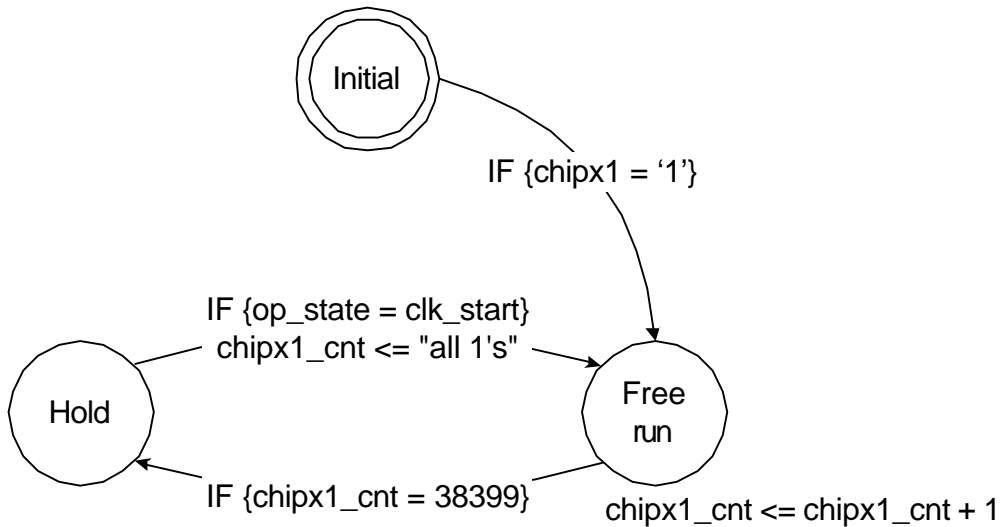 Initial
IF {chipx1 = ‘1’}
IF {op_state = clk_start}
chipx1_cnt <= "all 1's"
Hold
Free
run
IF {chipx1_cnt = 38399}
chipx1_cnt <= chipx1_cnt + 1